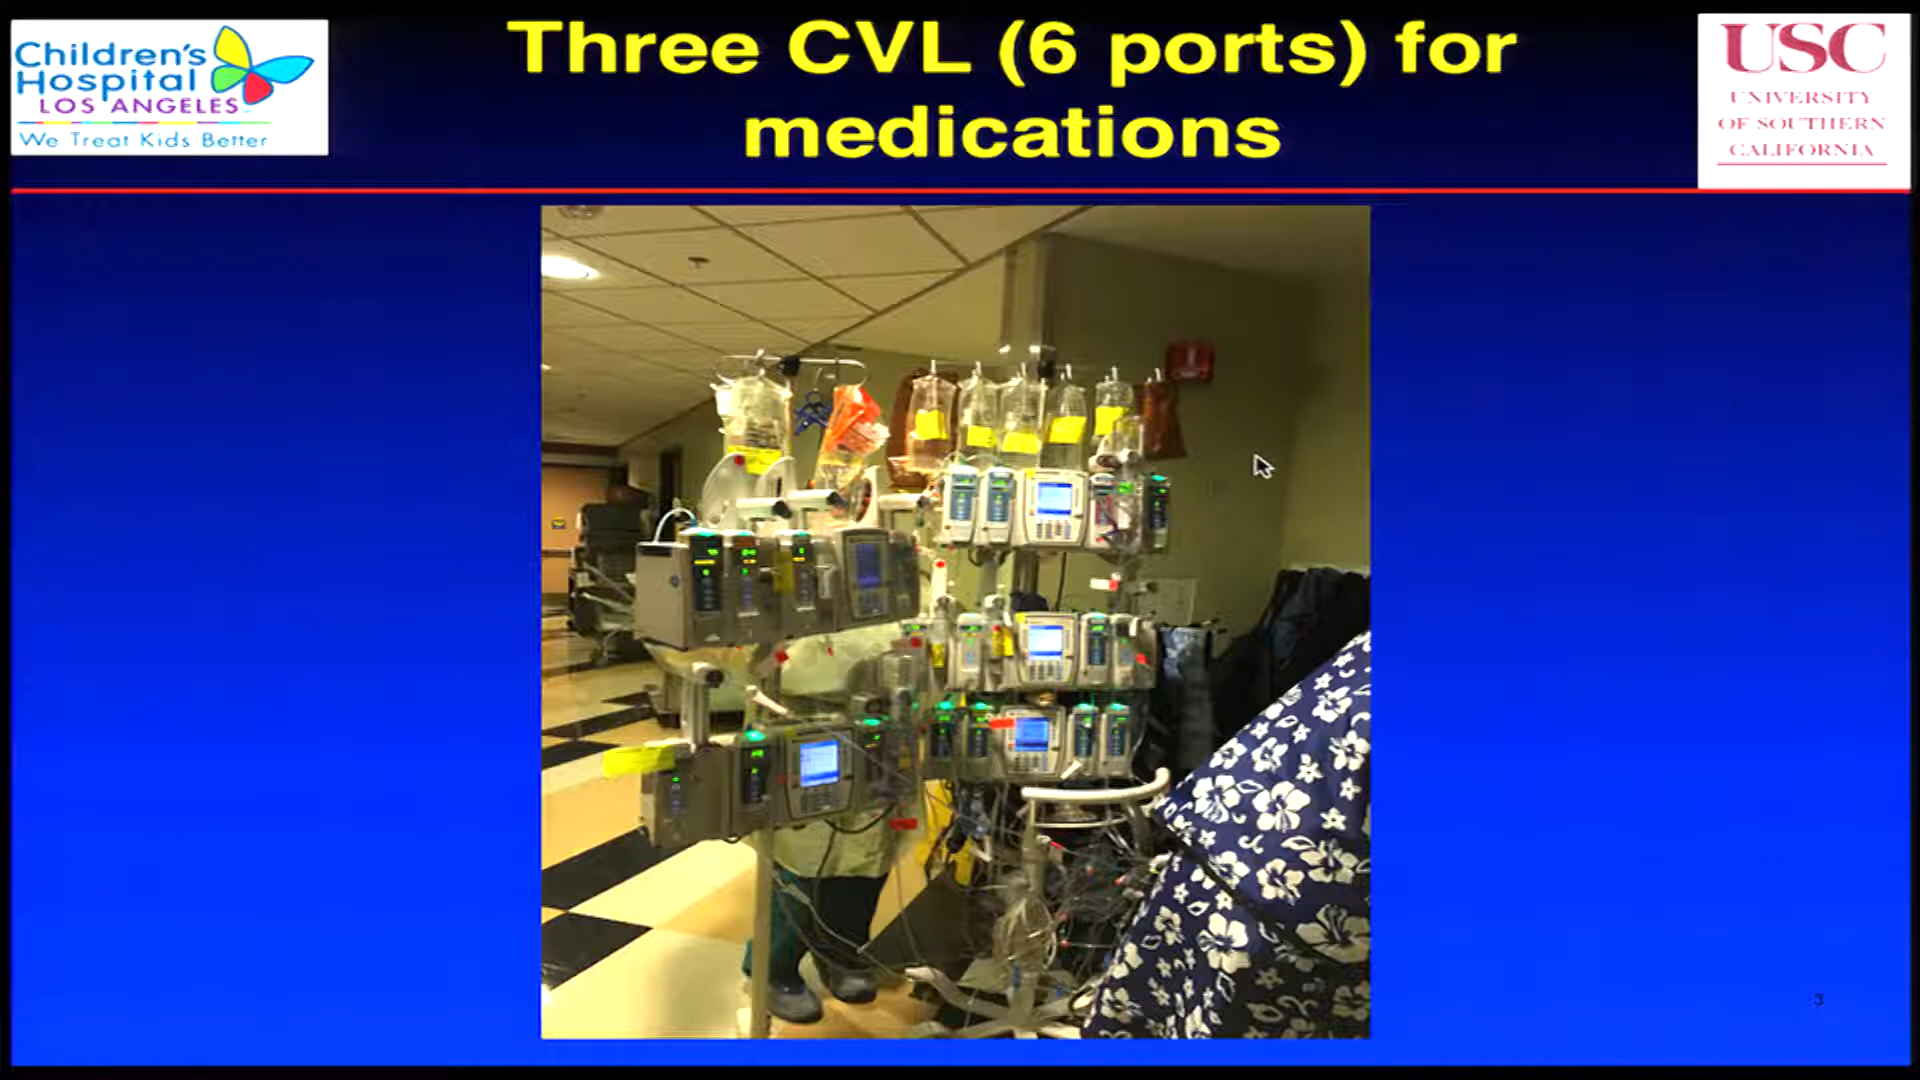 Children's
Hospital
LOS ANGELES
We Treat Kids Better
Three CVL (6 ports) for
medications
USC
UNIVERSITY
OF SOUTHERN
CALIFORNIA
3